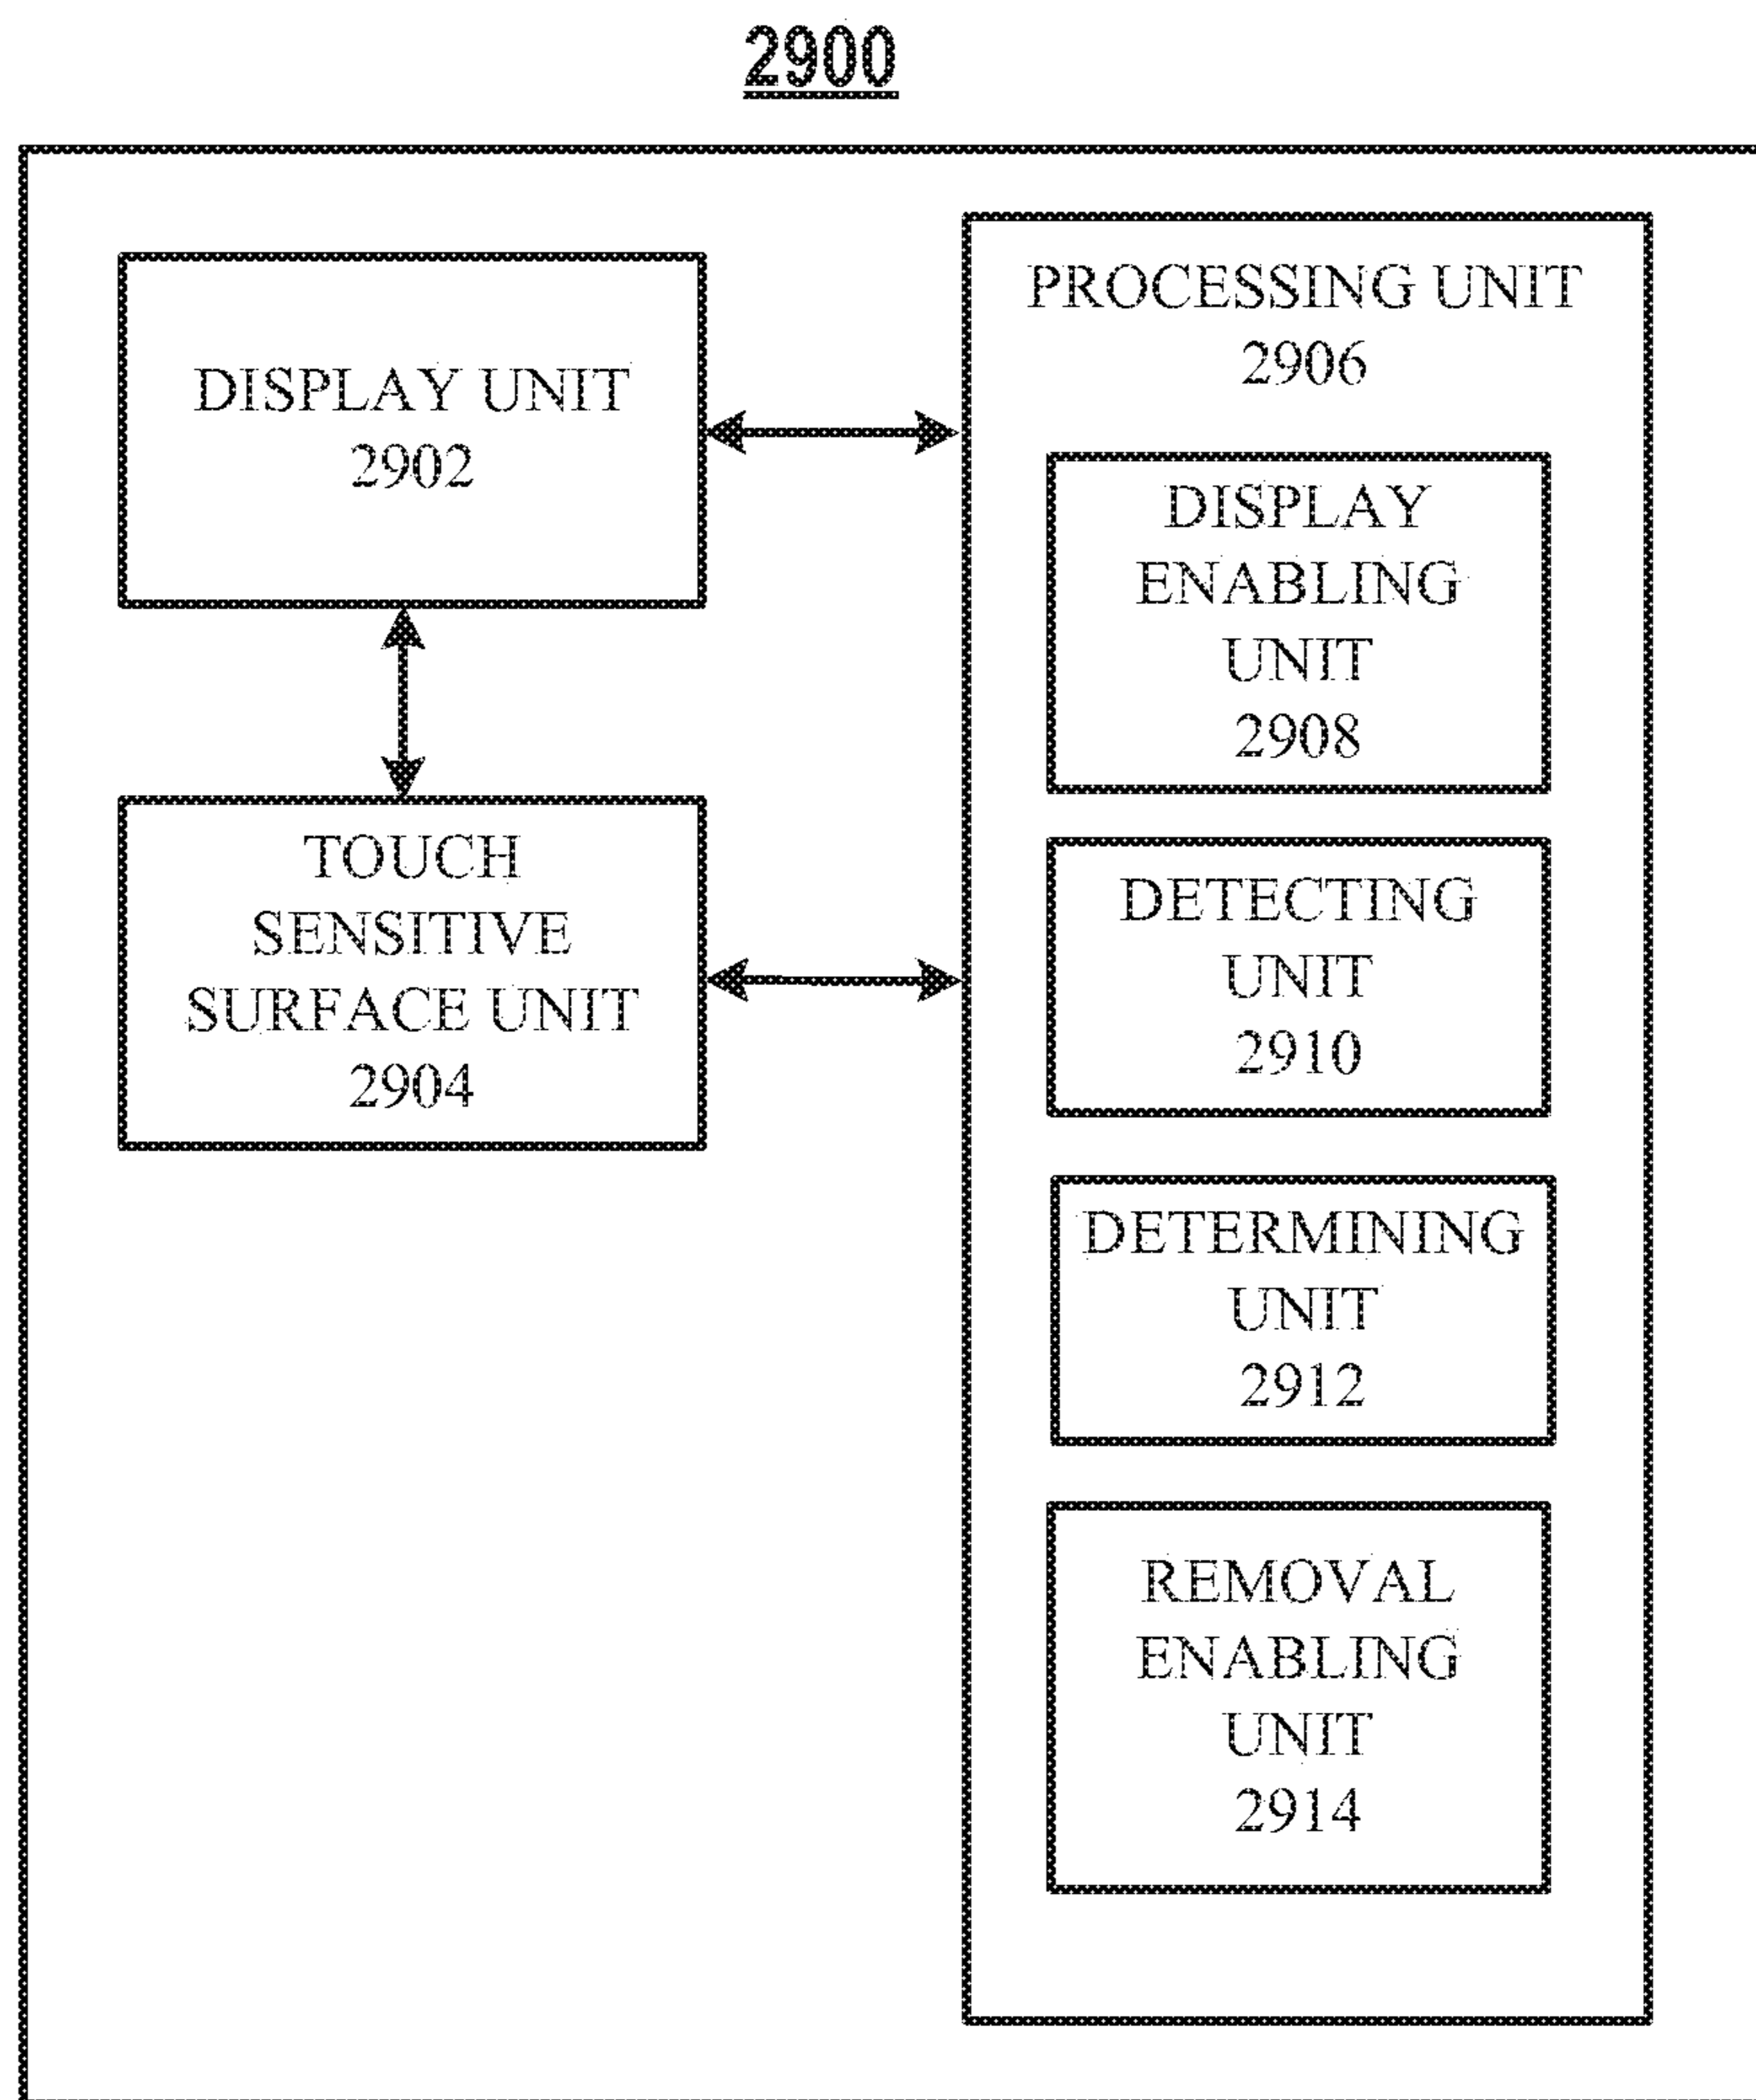 2900
DISPLAY UNIT
2902
TOUCH
SENSITIVE
SURFACE UNIT
2904
PROCESSING UNIT
2906
DISPLAY
ENABLING
UNIT
2908
DETECTING
UNIT
2910
DETERMINING
UNIT
2912
REMOVAL
ENABLING
UNIT
2914